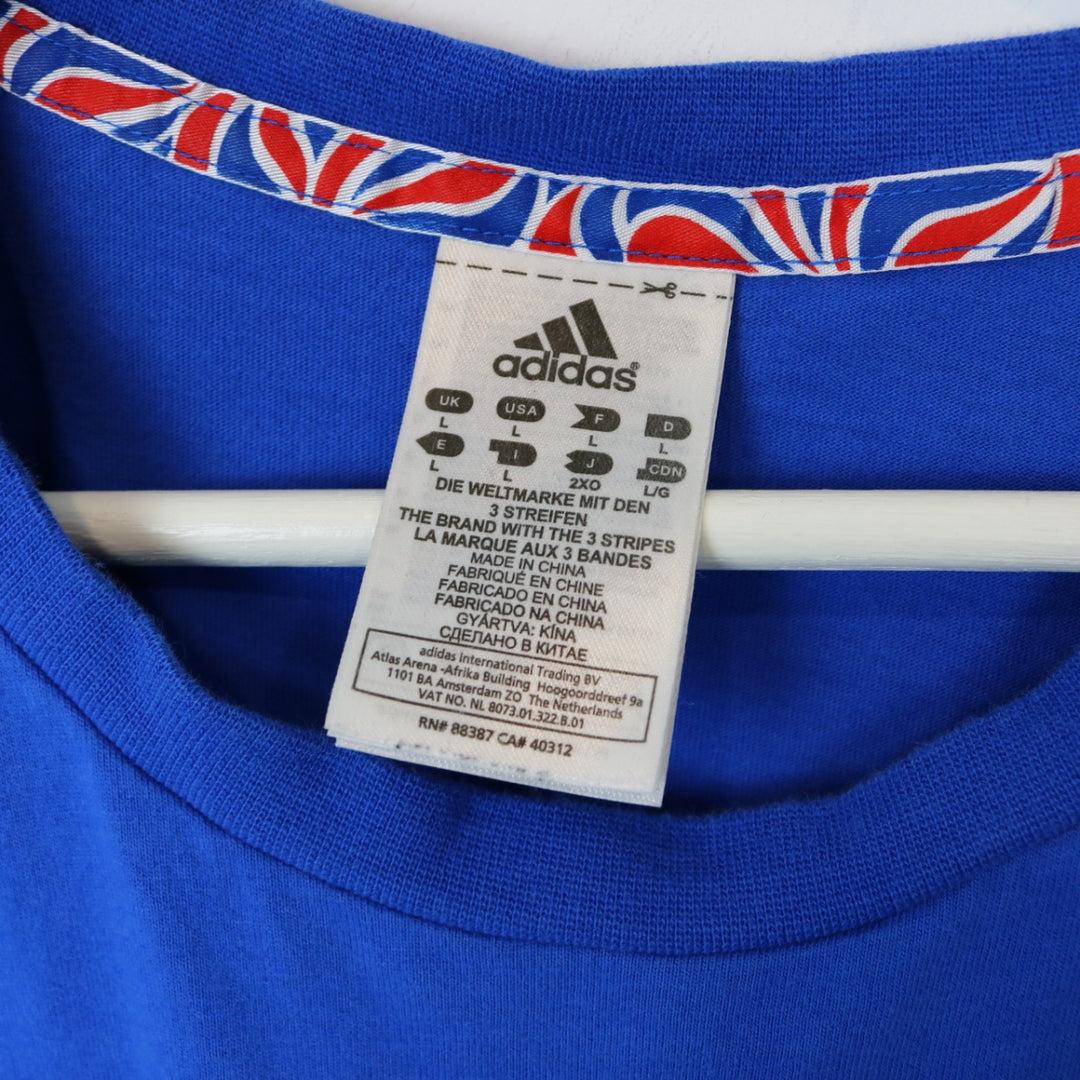 adidas®
UK USA F D
L L L L
E I J CDN
L L 2XO L/G
DIE WELTMARKE MIT DEN
3 STREIFEN
THE BRAND WITH THE 3 STRIPES
LA MARQUE AUX 3 BANDES
MADE IN CHINA
FABRIQUÉ EN CHINE
FABRICADO EN CHINA
FABRICADO NA CHINA
GYÁRTVA: KÍNA
СДЕЛАНО В КИТАЕ
adidas International Trading BV
Atlas Arena -Afrika Building Hoogoorddreef 9a
1101 BA Amsterdam ZO The Netherlands
VAT NO. NL 8073.01.322.B.01
RN# 88387 CA# 40312